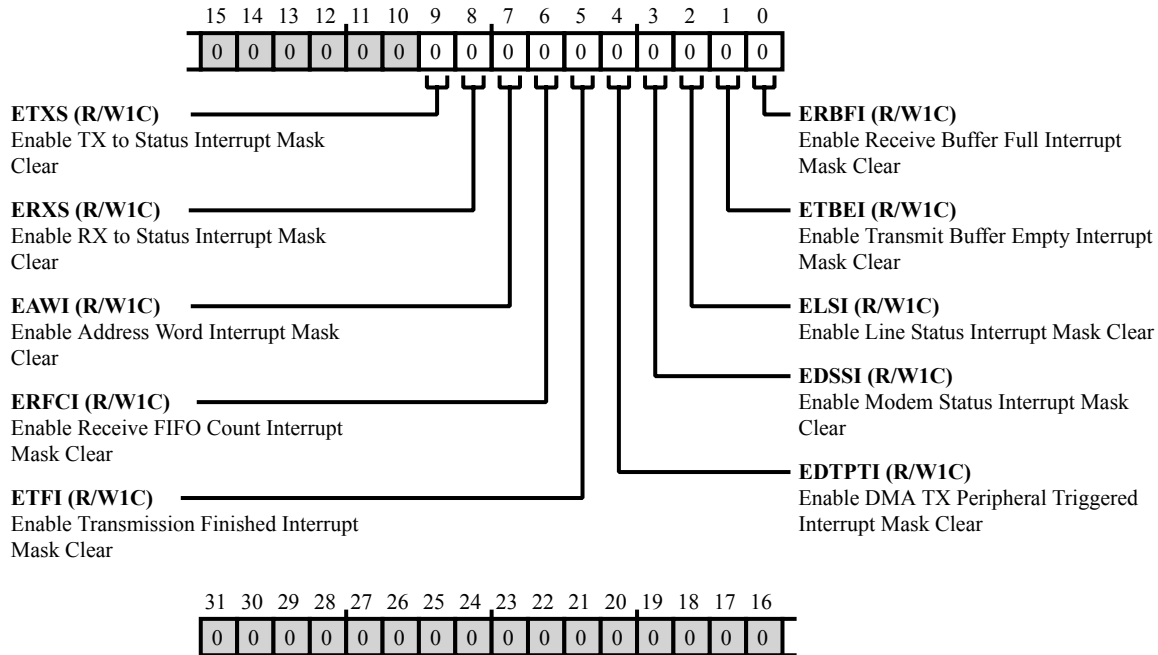 15 14 13 12 11 10 9 8 7 6 5 4 3 2 1 0
0 0 0 0 0 0 0 0 0 0 0 0 0 0 0 0
ETXS (R/W1C)
Enable TX to Status Interrupt Mask
Clear
ERXS (R/W1C)
Enable RX to Status Interrupt Mask
Clear
EAWI (R/W1C)
Enable Address Word Interrupt Mask
Clear
ERFCI (R/W1C)
Enable Receive FIFO Count Interrupt
Mask Clear
ETFI (R/W1C)
Enable Transmission Finished Interrupt
Mask Clear
ERBFI (R/W1C)
Enable Receive Buffer Full Interrupt
Mask Clear
ETBEI (R/W1C)
Enable Transmit Buffer Empty Interrupt
Mask Clear
ELSI (R/W1C)
Enable Line Status Interrupt Mask Clear
EDSSI (R/W1C)
Enable Modem Status Interrupt Mask
Clear
EDTPTI (R/W1C)
Enable DMA TX Peripheral Triggered
Interrupt Mask Clear
31 30 29 28 27 26 25 24 23 22 21 20 19 18 17 16
0 0 0 0 0 0 0 0 0 0 0 0 0 0 0 0